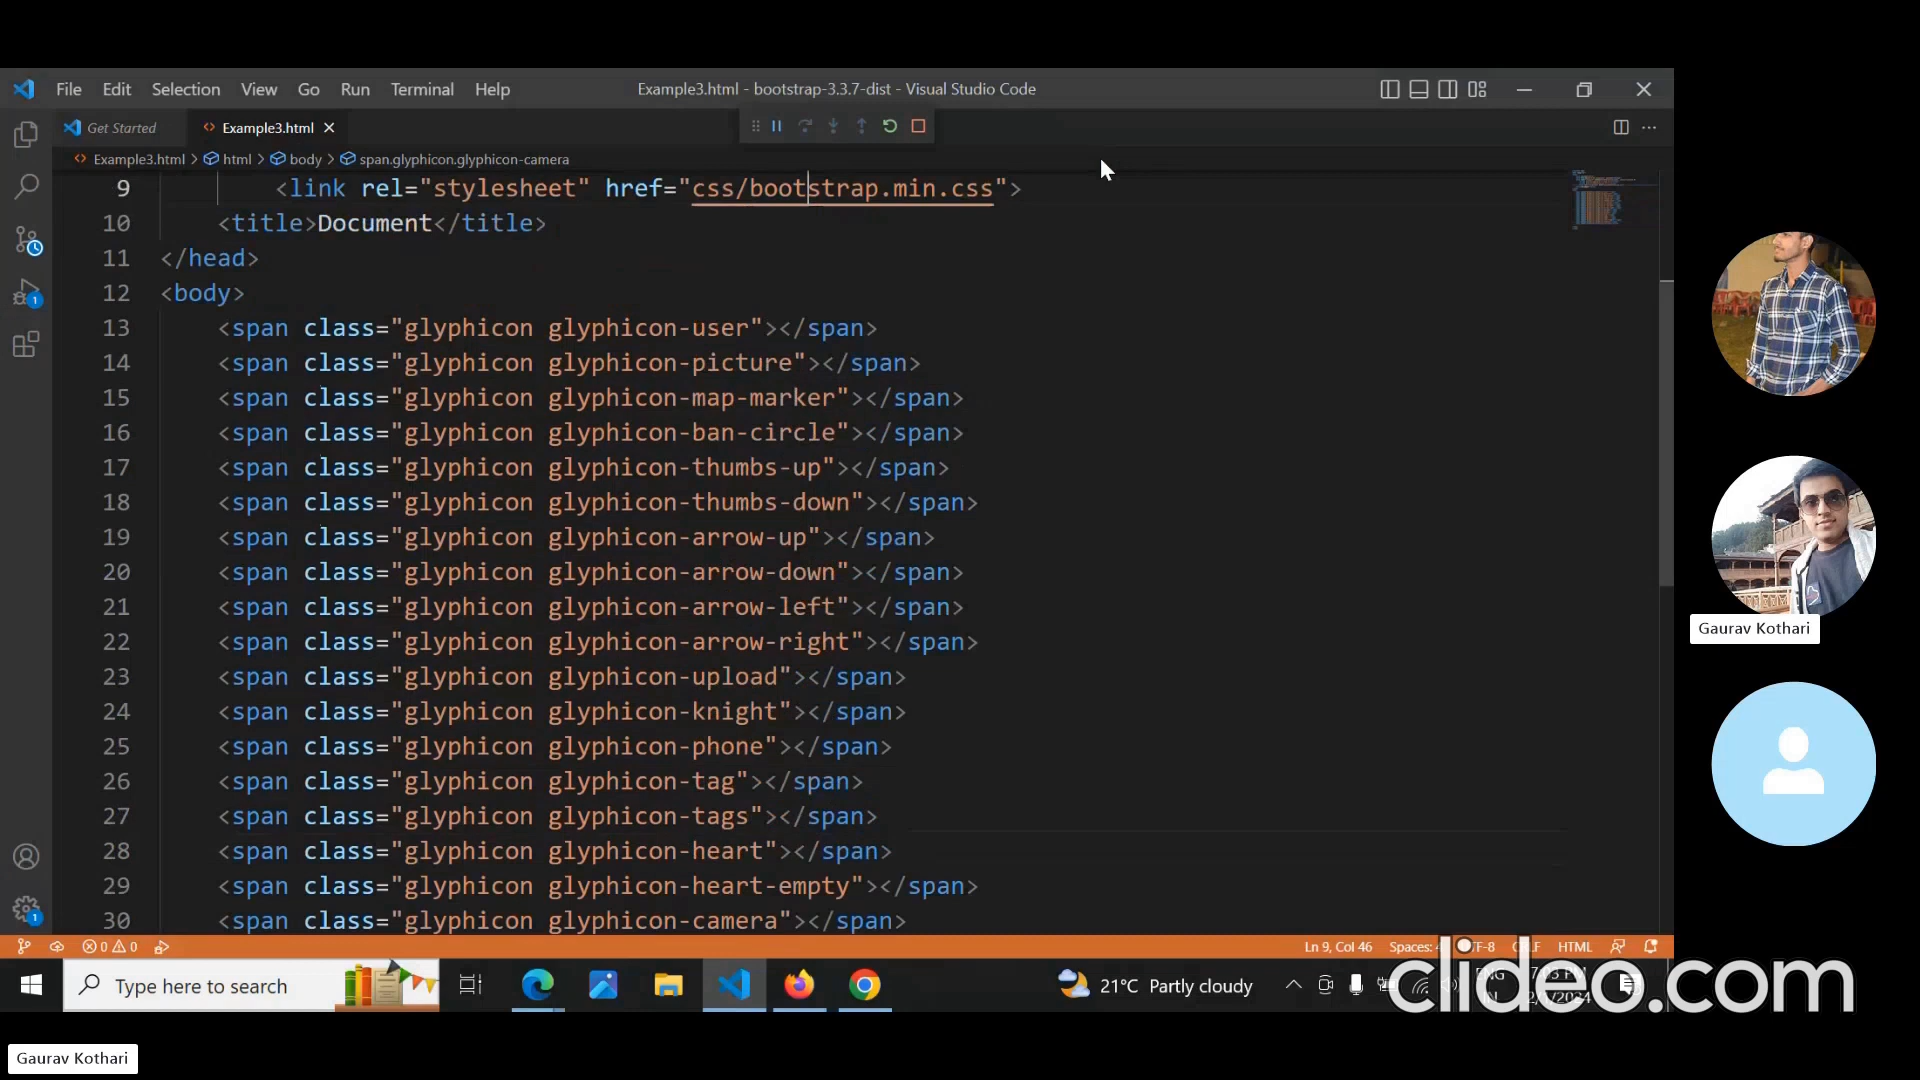 File Edit Selection View Go Run Terminal Help Example3.html - bootstrap-3.3.7-dist - Visual Studio Code
Get Started Example3.html
Example3.html > html > body > span.glyphicon.glyphicon-camera
9 <link rel="stylesheet" href="css/bootstrap.min.css">
10 <title>Document</title>
11 </head>
12 <body>
13 <span class="glyphicon glyphicon-user"></span>
14 <span class="glyphicon glyphicon-picture"></span>
15 <span class="glyphicon glyphicon-map-marker"></span>
16 <span class="glyphicon glyphicon-ban-circle"></span>
17 <span class="glyphicon glyphicon-thumbs-up"></span>
18 <span class="glyphicon glyphicon-thumbs-down"></span>
19 <span class="glyphicon glyphicon-arrow-up"></span>
20 <span class="glyphicon glyphicon-arrow-down"></span>
21 <span class="glyphicon glyphicon-arrow-left"></span>
22 <span class="glyphicon glyphicon-arrow-right"></span>
23 <span class="glyphicon glyphicon-upload"></span>
24 <span class="glyphicon glyphicon-knight"></span>
25 <span class="glyphicon glyphicon-phone"></span>
26 <span class="glyphicon glyphicon-tag"></span>
27 <span class="glyphicon glyphicon-tags"></span>
28 <span class="glyphicon glyphicon-heart"></span>
29 <span class="glyphicon glyphicon-heart-empty"></span>
30 <span class="glyphicon glyphicon-camera"></span>
1
1
1
0 0 Ln 9, Col 46 Spaces: HTML
Type here to search 21°C Partly cloudy ENG
clideo.com
Gaurav Kothari
Gaurav Kothari